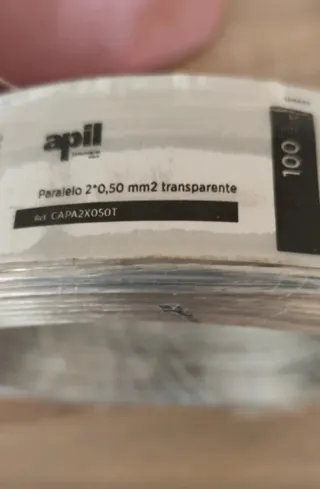 apil
Paralelo 2*0,50 mm2 transparente
Ref. CAPA2X050T
100